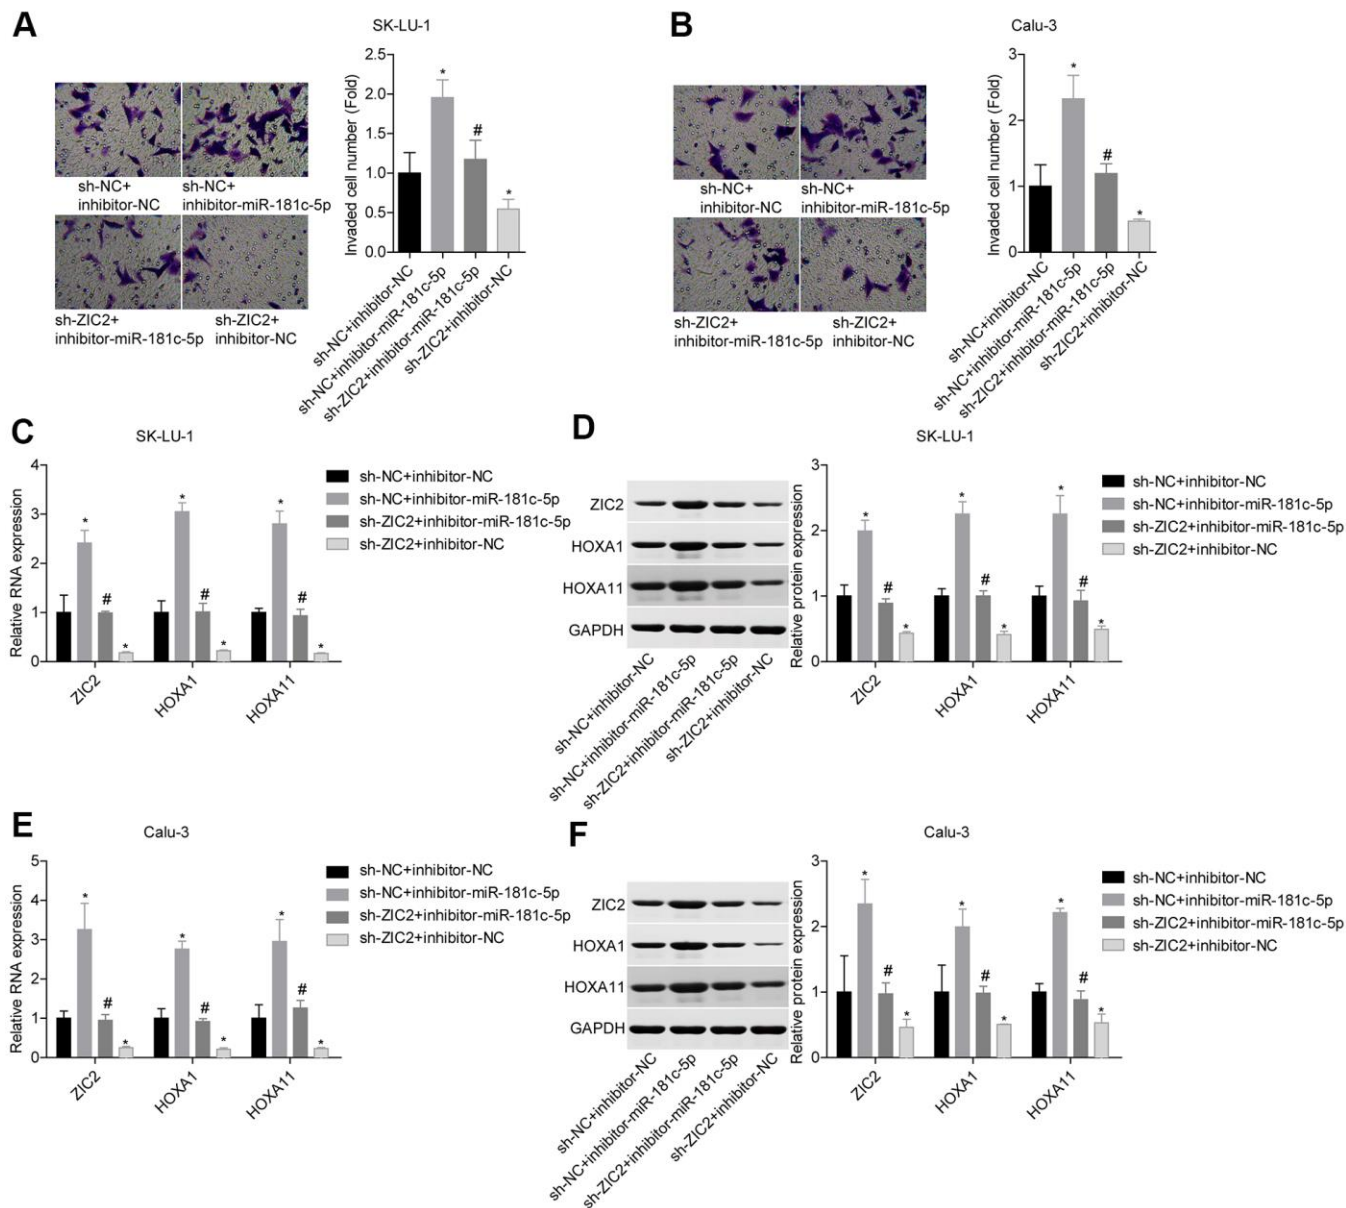 A
SK-LU-1
2.5
2.0
1.5
1.0
0.5
0.0
Invaded cell number (Fold)
*
#
*
sh-NC+
inhibitor-NC
sh-NC+
inhibitor-miR-181c-5p
sh-ZIC2+
inhibitor-miR-181c-5p
sh-ZIC2+
inhibitor-NC
sh-NC+inhibitor-NC
sh-NC+inhibitor-miR-181c-5p
sh-ZIC2+inhibitor-miR-181c-5p
sh-ZIC2+inhibitor-NC
B
Calu-3
3
2
1
0
Invaded cell number (Fold)
*
#
*
sh-NC+
inhibitor-NC
sh-NC+
inhibitor-miR-181c-5p
sh-ZIC2+
inhibitor-miR-181c-5p
sh-ZIC2+
inhibitor-NC
sh-NC+inhibitor-NC
sh-NC+inhibitor-miR-181c-5p
sh-ZIC2+inhibitor-miR-181c-5p
sh-ZIC2+inhibitor-NC
C
SK-LU-1
4
3
2
1
0
Relative RNA expression
* # *
* # *
* # *
ZIC2
HOXA1
HOXA11
sh-NC+inhibitor-NC
sh-NC+inhibitor-miR-181c-5p
sh-ZIC2+inhibitor-miR-181c-5p
sh-ZIC2+inhibitor-NC
D
SK-LU-1
ZIC2
HOXA1
HOXA11
GAPDH
sh-NC+inhibitor-NC
sh-NC+inhibitor-miR-181c-5p
sh-ZIC2+inhibitor-miR-181c-5p
sh-ZIC2+inhibitor-NC
3
2
1
0
Relative protein expression
* # *
* # *
* # *
ZIC2
HOXA1
HOXA11
sh-NC+inhibitor-NC
sh-NC+inhibitor-miR-181c-5p
sh-ZIC2+inhibitor-miR-181c-5p
sh-ZIC2+inhibitor-NC
E
Calu-3
5
4
3
2
1
0
Relative RNA expression
* # *
* # *
* # *
ZIC2
HOXA1
HOXA11
sh-NC+inhibitor-NC
sh-NC+inhibitor-miR-181c-5p
sh-ZIC2+inhibitor-miR-181c-5p
sh-ZIC2+inhibitor-NC
F
Calu-3
ZIC2
HOXA1
HOXA11
GAPDH
sh-NC+inhibitor-NC
sh-NC+inhibitor-miR-181c-5p
sh-ZIC2+inhibitor-miR-181c-5p
sh-ZIC2+inhibitor-NC
3
2
1
0
Relative protein expression
* # *
* # *
* # *
ZIC2
HOXA1
HOXA11
sh-NC+inhibitor-NC
sh-NC+inhibitor-miR-181c-5p
sh-ZIC2+inhibitor-miR-181c-5p
sh-ZIC2+inhibitor-NC